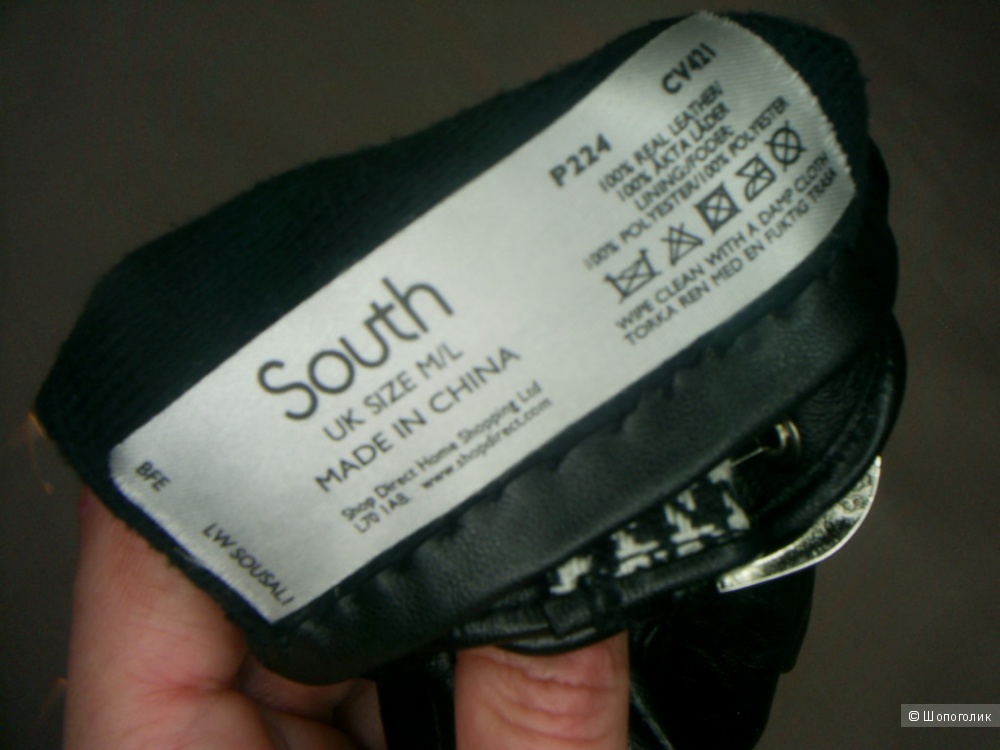 CV421
P224
100% REAL LEATHER/
100% ÄKTA LÄDER
LINING/FODER:
100% POLYESTER/100% POLYESTER
WIPE CLEAN WITH A DAMP CLOTH
TORKA REN MED EN FUKTIG TRASA
South
UK SIZE M/L
MADE IN CHINA
Shop Direct Home Shopping Ltd
L70 1AB www.shopdirect.com
BFE
LW SOUSALI
© Шопоголик